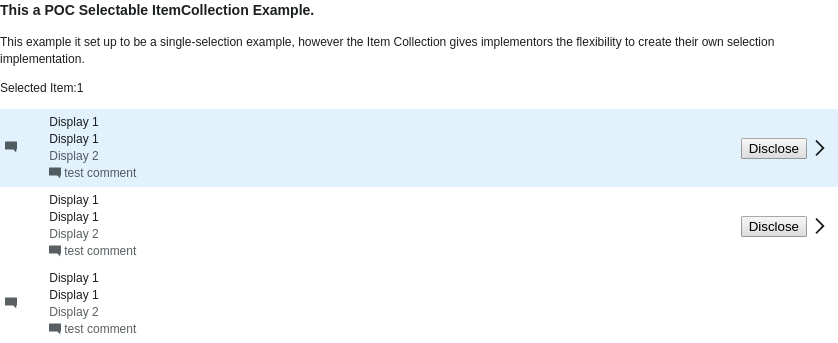 This a POC Selectable ItemCollection Example.
This example it set up to be a single-selection example, however the Item Collection gives implementors the flexibility to create their own selection
implementation.
Selected Item:1
Display 1
Display 1
Display 2
test comment
Disclose
Display 1
Display 1
Display 2
test comment
Disclose
Display 1
Display 1
Display 2
test comment